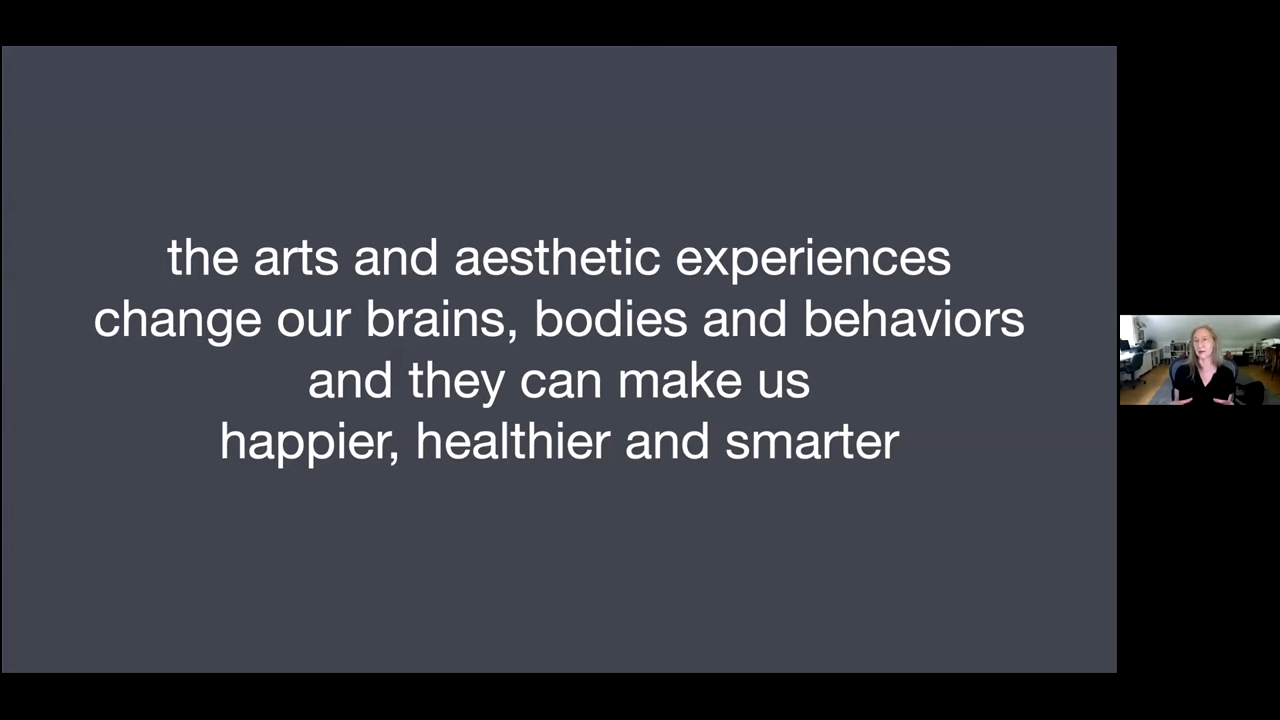 the arts and aesthetic experiences
change our brains, bodies and behaviors
and they can make us
happier, healthier and smarter